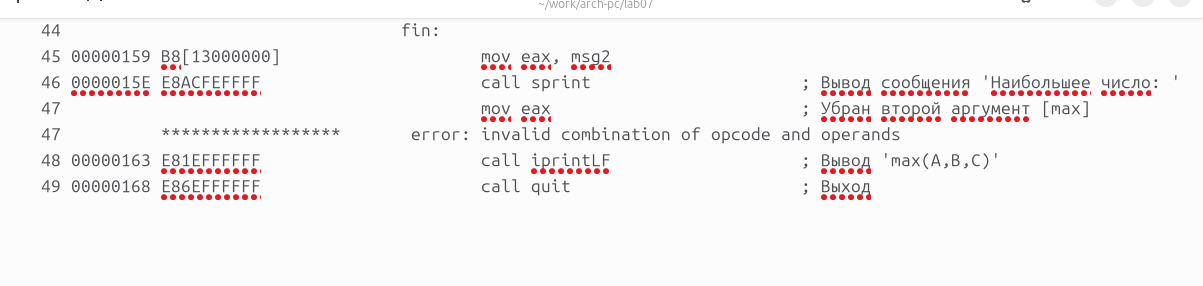 ~/work/arch-pc/lab07
44 fin:
45 00000159 B8[13000000] mov eax, msg2
46 0000015E E8ACFEFFFF call sprint ; Вывод сообщения 'Наибольшее число: '
47 mov eax ; Убран второй аргумент [max]
47 ****************** error: invalid combination of opcode and operands
48 00000163 E81EFFFFFF call iprintLF ; Вывод 'max(A,B,C)'
49 00000168 E86EFFFFFF call quit ; Выход